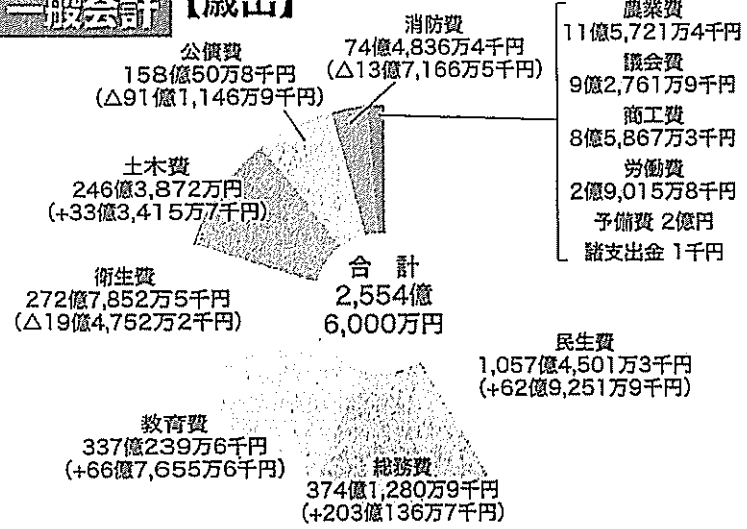 一般会計【歳出】
農業費
11億5,721万4千円
議会費
9億2,761万9千円
商工費
8億5,867万3千円
労働費
2億9,015万8千円
予備費 2億円
諸支出金 1千円
消防費
74億4,836万4千円
(△13億7,166万5千円)
公債費
158億50万8千円
(△91億1,146万9千円)
土木費
246億3,872万円
(+33億3,415万7千円)
衛生費
272億7,852万5千円
(△19億4,752万2千円)
合計
2,554億
6,000万円
民生費
1,057億4,501万3千円
(+62億9,251万9千円)
教育費
337億239万6千円
(+66億7,655万6千円)
総務費
374億1,280万9千円
(+203億136万7千円)